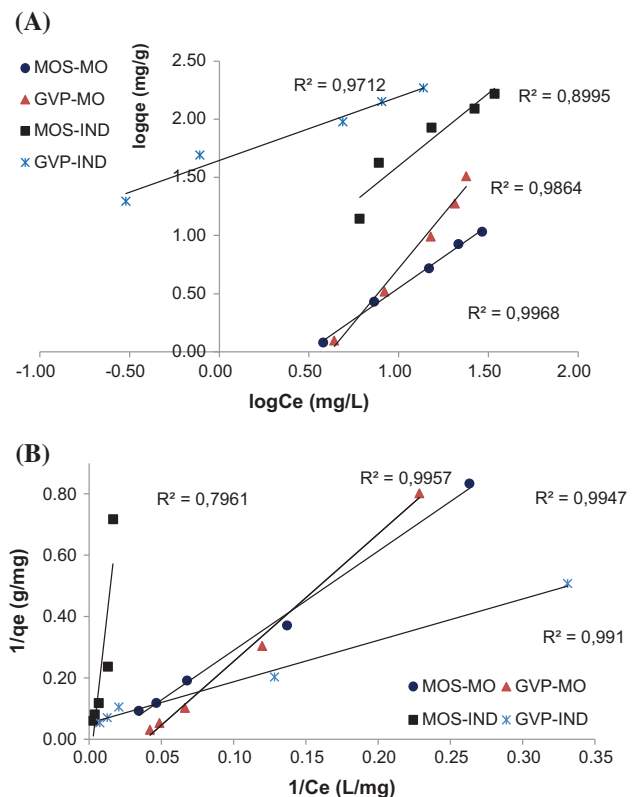 (A)
MOS-MO
GVP-MO
MOS-IND
GVP-IND
logqe (mg/g)
2.50
2.00
1.50
1.00
0.50
0.00
R² = 0,9712
R² = 0,8995
R² = 0,9864
R² = 0,9968
-1.00 -0.50 0.00 0.50 1.00 1.50 2.00
logCe (mg/L)
(B)
1/qe (g/mg)
0.80
0.60
0.40
0.20
0.00
R² = 0,7961
R² = 0,9957
R² = 0,9947
R² = 0,991
MOS-MO GVP-MO
MOS-IND GVP-IND
0.00 0.05 0.10 0.15 0.20 0.25 0.30 0.35
1/Ce (L/mg)